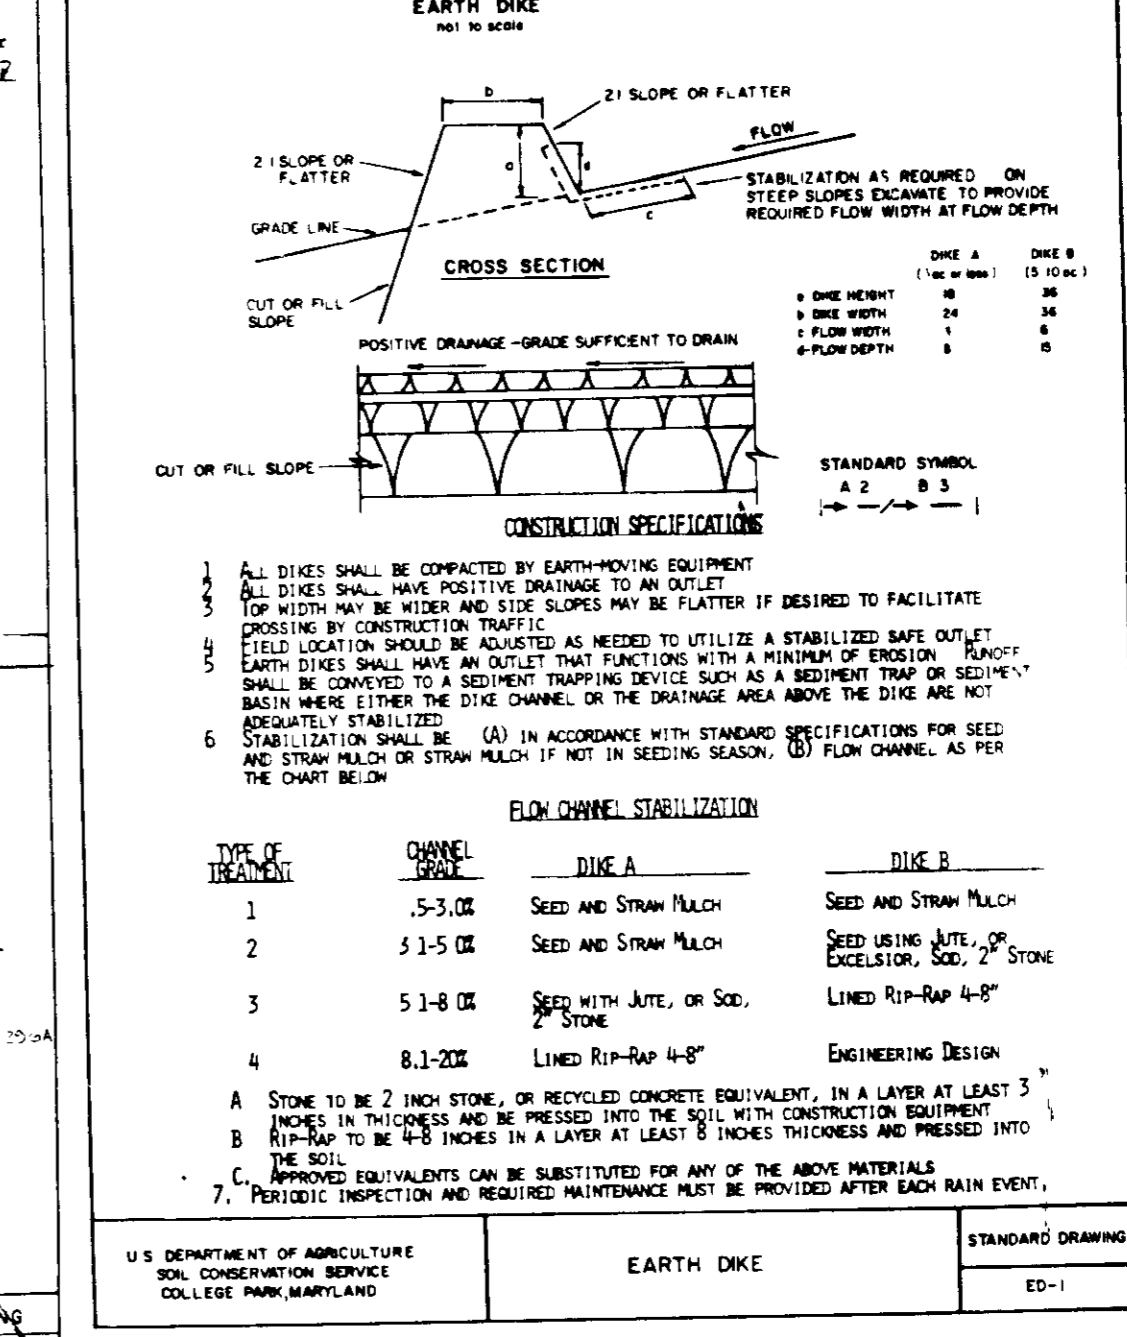 EARTH DIKE
not to scale
b
2 1 SLOPE OR FLATTER
FLOW
2 1 SLOPE OR
FLATTER
a
d
STABILIZATION AS REQUIRED ON
STEEP SLOPES EXCAVATE TO PROVIDE
REQUIRED FLOW WIDTH AT FLOW DEPTH
c
GRADE LINE
CROSS SECTION
CUT OR FILL
SLOPE
DIKE A DIKE B
(5 10 ac)
a DIKE HEIGHT 18 36
b DIKE WIDTH 24 36
c FLOW WIDTH 6
d-FLOW DEPTH 8 15
POSITIVE DRAINAGE-GRADE SUFFICIENT TO DRAIN
CUT OR FILL SLOPE
STANDARD SYMBOL
A 2 B 3
CONSTRUCTION SPECIFICATIONS
1 ALL DIKES SHALL BE COMPACTED BY EARTH-MOVING EQUIPMENT
2 ALL DIKES SHALL HAVE POSITIVE DRAINAGE TO AN OUTLET
3 TOP WIDTH MAY BE WIDER AND SIDE SLOPES MAY BE FLATTER IF DESIRED TO FACILITATE
CROSSING BY CONSTRUCTION TRAFFIC
4 FIELD LOCATION SHOULD BE ADJUSTED AS NEEDED TO UTILIZE A STABILIZED SAFE OUTLET
5 EARTH DIKES SHALL HAVE AN OUTLET THAT FUNCTIONS WITH A MINIMUM OF EROSION RUNOFF
SHALL BE CONVEYED TO A SEDIMENT TRAPPING DEVICE SUCH AS A SEDIMENT TRAP OR SEDIMENT
BASIN WHERE EITHER THE DIKE CHANNEL OR THE DRAINAGE AREA ABOVE THE DIKE ARE NOT
ADEQUATELY STABILIZED
6 STABILIZATION SHALL BE (A) IN ACCORDANCE WITH STANDARD SPECIFICATIONS FOR SEED
AND STRAW MULCH OR STRAW MULCH IF NOT IN SEEDING SEASON, (B) FLOW CHANNEL AS PER
THE CHART BELOW
FLOW CHANNEL STABILIZATION
TYPE OF TREATMENT CHANNEL GRADE DIKE A DIKE B
1 .5-3.0% SEED AND STRAW MULCH SEED AND STRAW MULCH
2 3 1-5 0% SEED AND STRAW MULCH SEED USING JUTE, OR
EXCELSIOR, SOD, 2" STONE
3 5 1-8 0% SEED WITH JUTE, OR SOD, LINED RIP-RAP 4-8"
2" STONE
4 8.1-20% LINED RIP-RAP 4-8" ENGINEERING DESIGN
A STONE TO BE 2 INCH STONE, OR RECYCLED CONCRETE EQUIVALENT, IN A LAYER AT LEAST 3
INCHES IN THICKNESS AND BE PRESSED INTO THE SOIL WITH CONSTRUCTION EQUIPMENT
B RIP-RAP TO BE 4-8 INCHES IN A LAYER AT LEAST 8 INCHES THICKNESS AND PRESSED INTO
THE SOIL
C. APPROVED EQUIVALENTS CAN BE SUBSTITUTED FOR ANY OF THE ABOVE MATERIALS
7. PERIODIC INSPECTION AND REQUIRED MAINTENANCE MUST BE PROVIDED AFTER EACH RAIN EVENT.
U S DEPARTMENT OF AGRICULTURE
SOIL CONSERVATION SERVICE
COLLEGE PARK, MARYLAND
EARTH DIKE
STANDARD DRAWING
ED-1